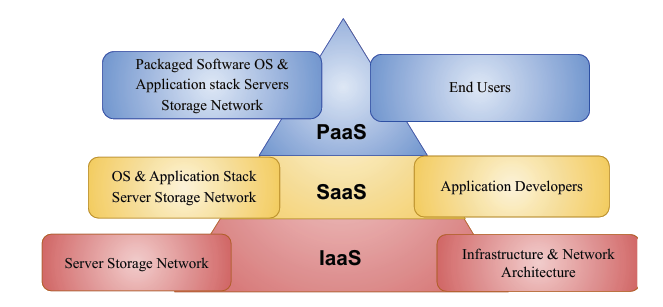 Packaged Software OS &
Application stack Servers
Storage Network
End Users
PaaS
OS & Application Stack
Server Storage Network
SaaS
Application Developers
Server Storage Network
IaaS
Infrastructure & Network
Architecture